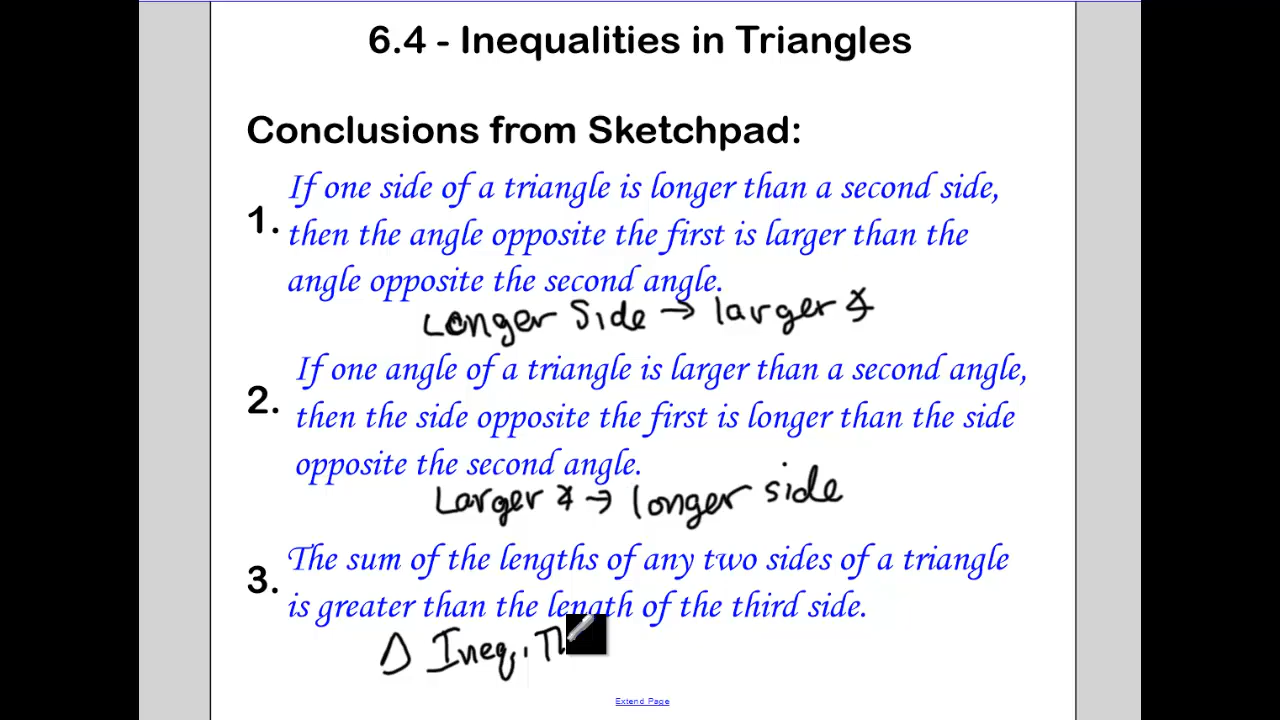 6.4 - Inequalities in Triangles
Conclusions from Sketchpad:
1. If one side of a triangle is longer than a second side,
then the angle opposite the first is larger than the
angle opposite the second angle.
Longer Side → larger ∡
2. If one angle of a triangle is larger than a second angle,
then the side opposite the first is longer than the side
opposite the second angle.
Larger ∡ → longer side
3. The sum of the lengths of any two sides of a triangle
is greater than the length of the third side.
Δ Ineq.
Extend Page